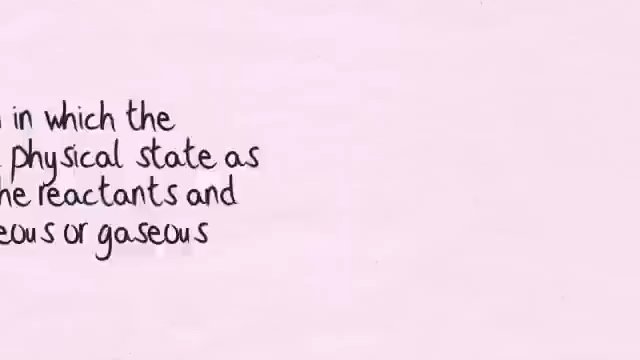 in which the
physical state as
he reactants and
eous or gaseous